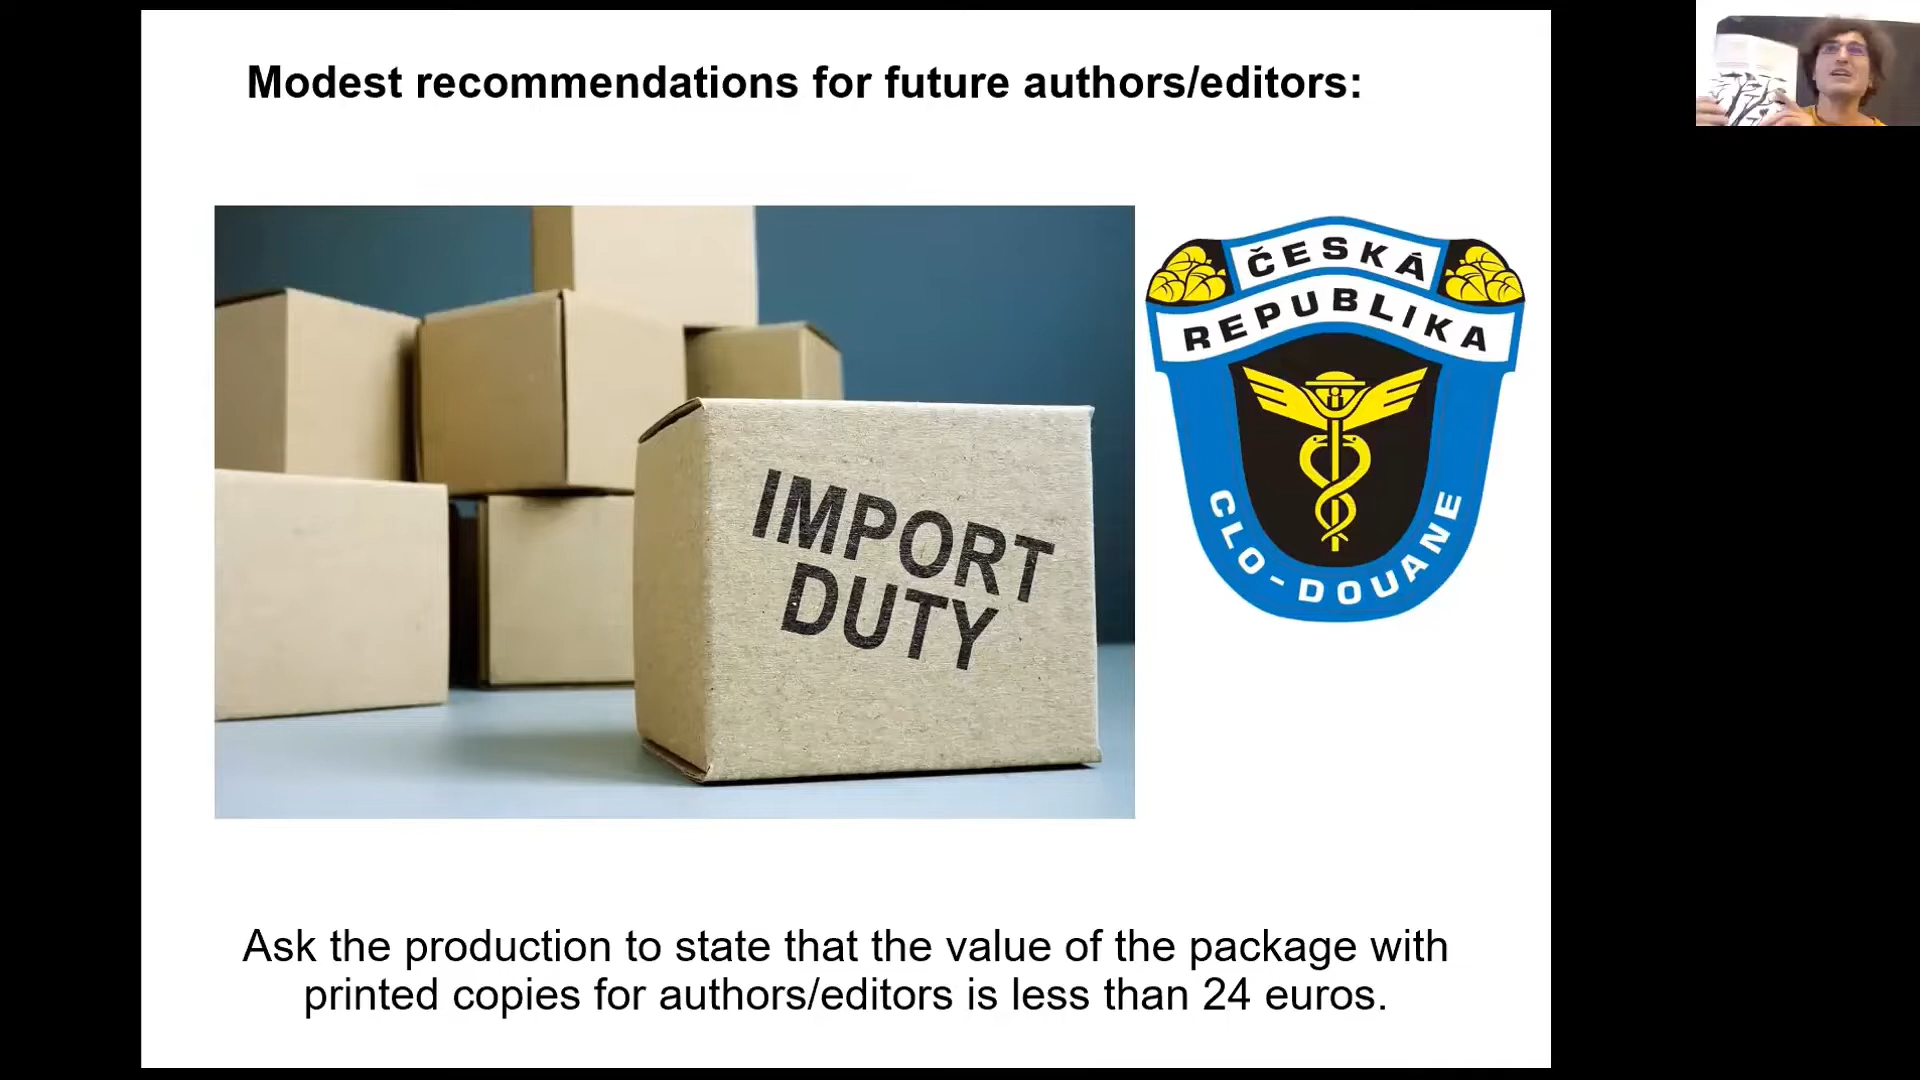 Modest recommendations for future authors/editors:
ČESKÁ
REPUBLIKA
IMPORT
DUTY
CLO-DOUANE
Ask the production to state that the value of the package with
printed copies for authors/editors is less than 24 euros.